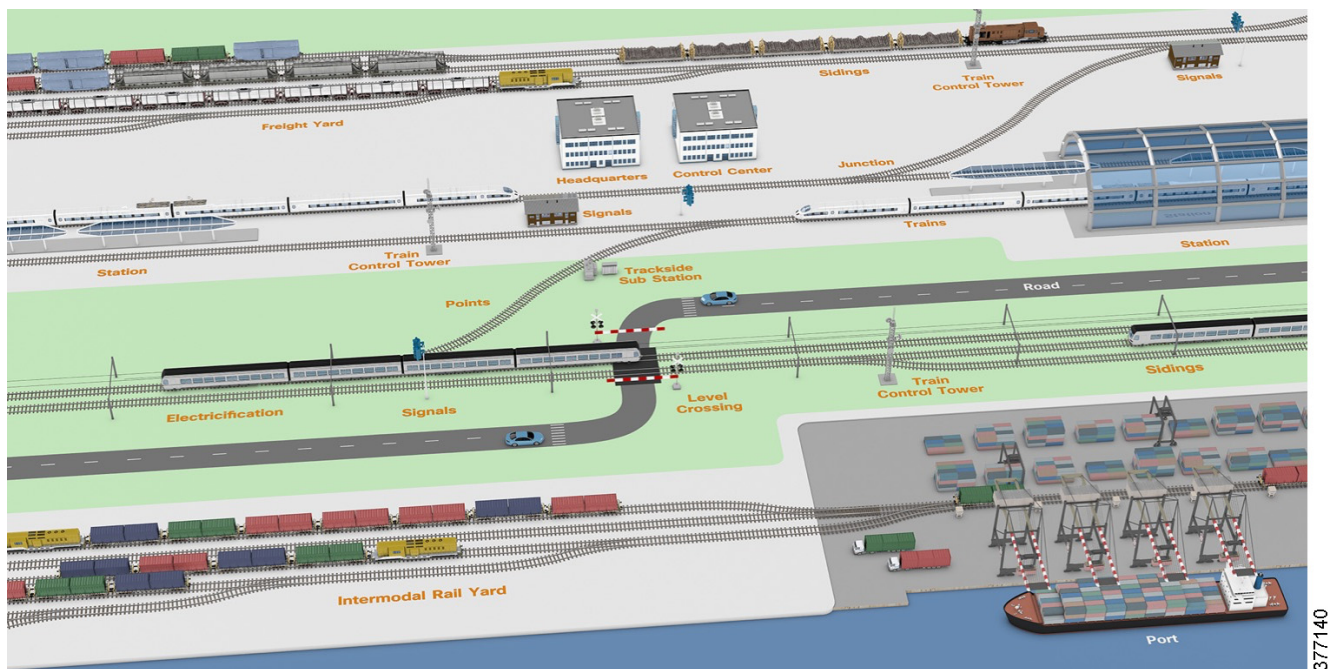 Sidings
Train
Control Tower
Signals
Freight Yard
Headquarters
Control Center
Junction
Signals
Trains
Station
Station
Train
Control Tower
Trackside
Sub Station
Points
Road
Electricification
Signals
Level
Crossing
Train
Control Tower
Sidings
Intermodal Rail Yard
Port
377140